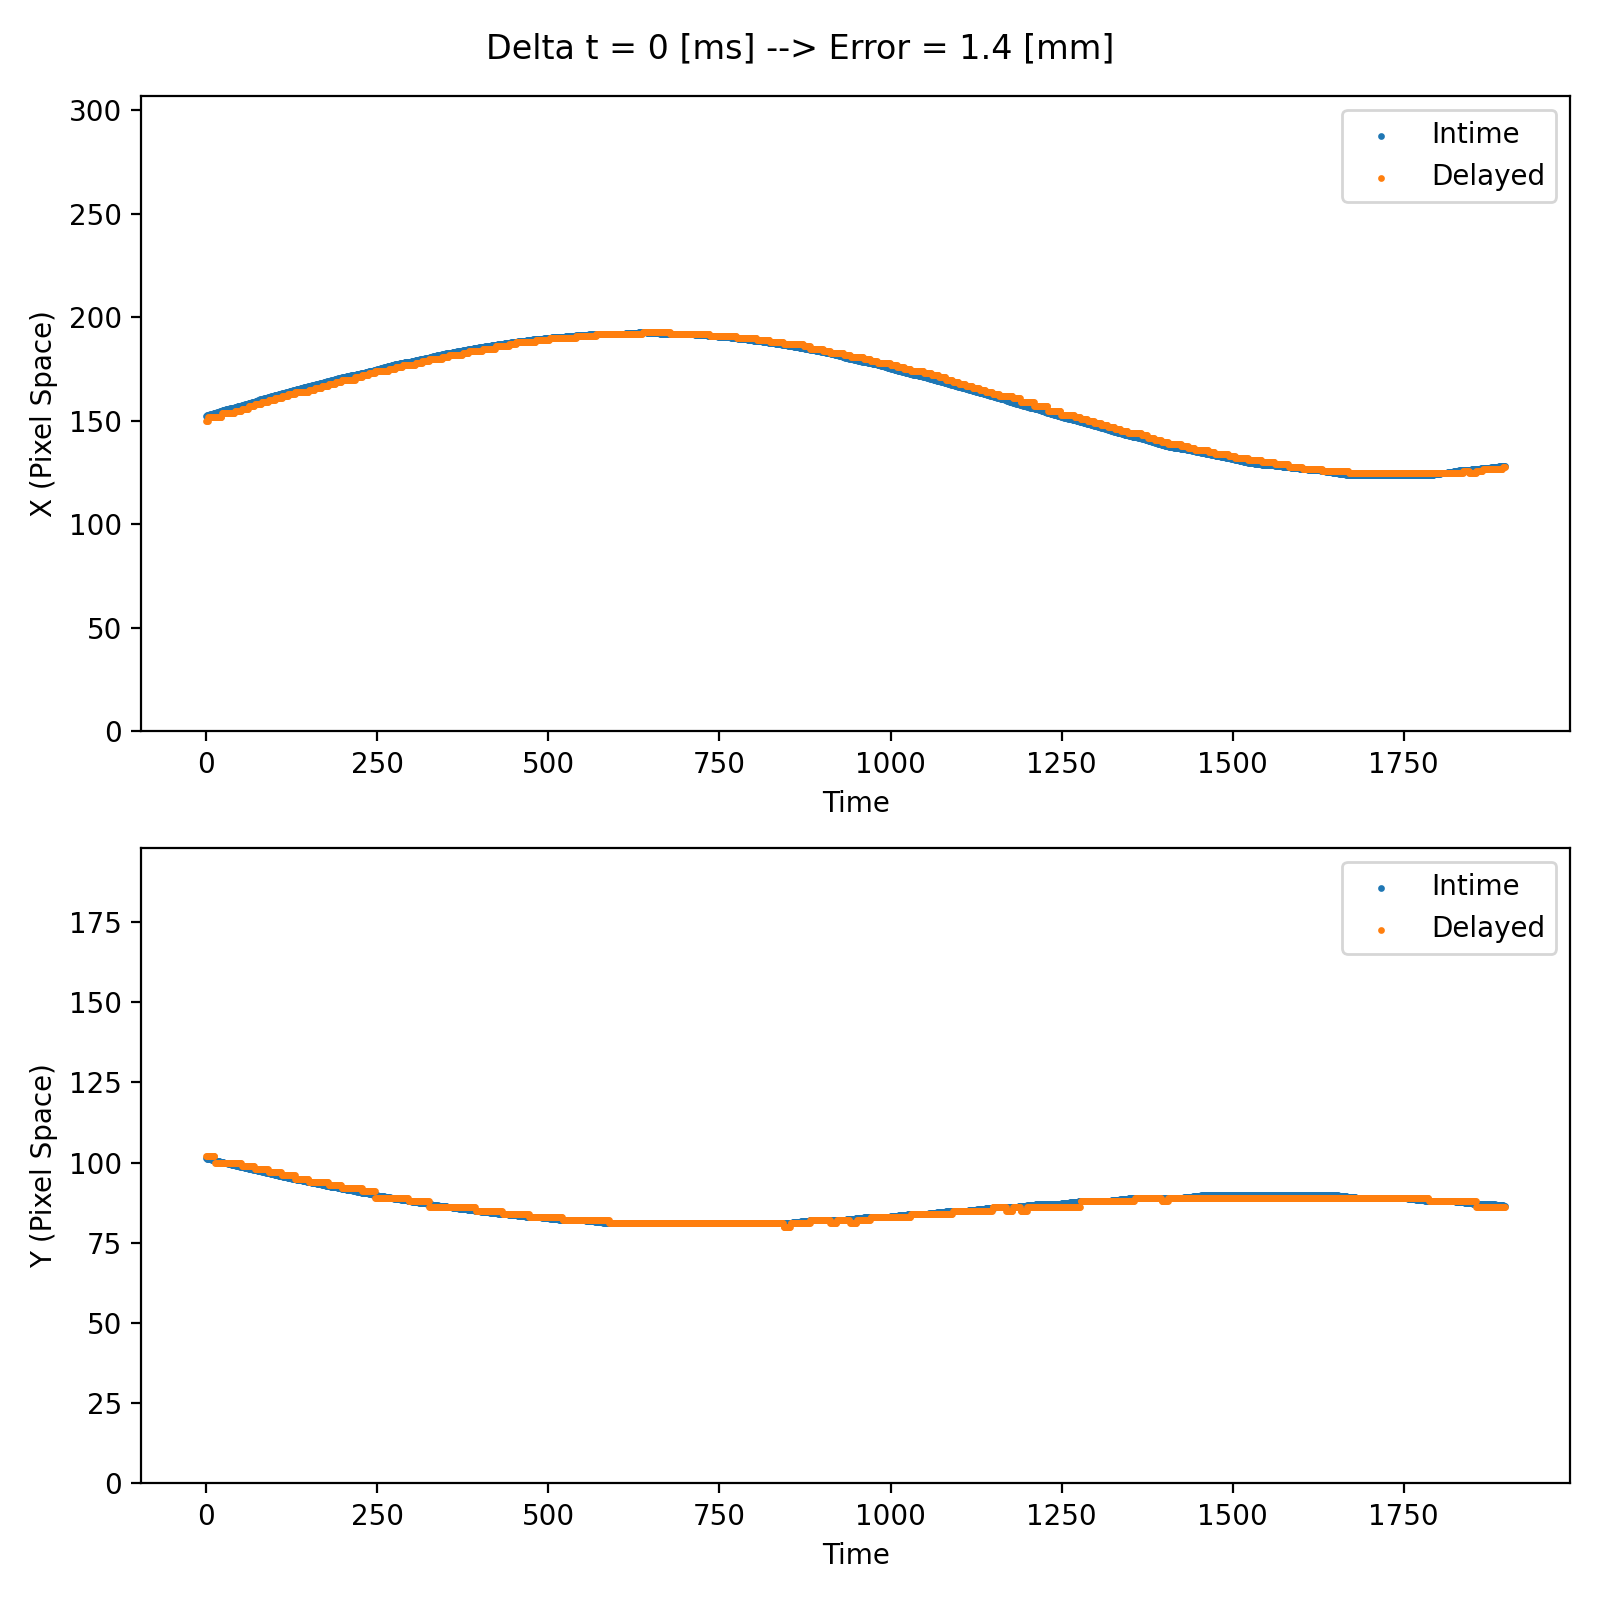 Delta t = 0 [ms] --> Error = 1.4 [mm]
300
250
200
150
100
50
0
X (Pixel Space)
Intime
Delayed
0 250 500 750 1000 1250 1500 1750
Time
175
150
125
100
75
50
25
0
Y (Pixel Space)
Intime
Delayed
0 250 500 750 1000 1250 1500 1750
Time